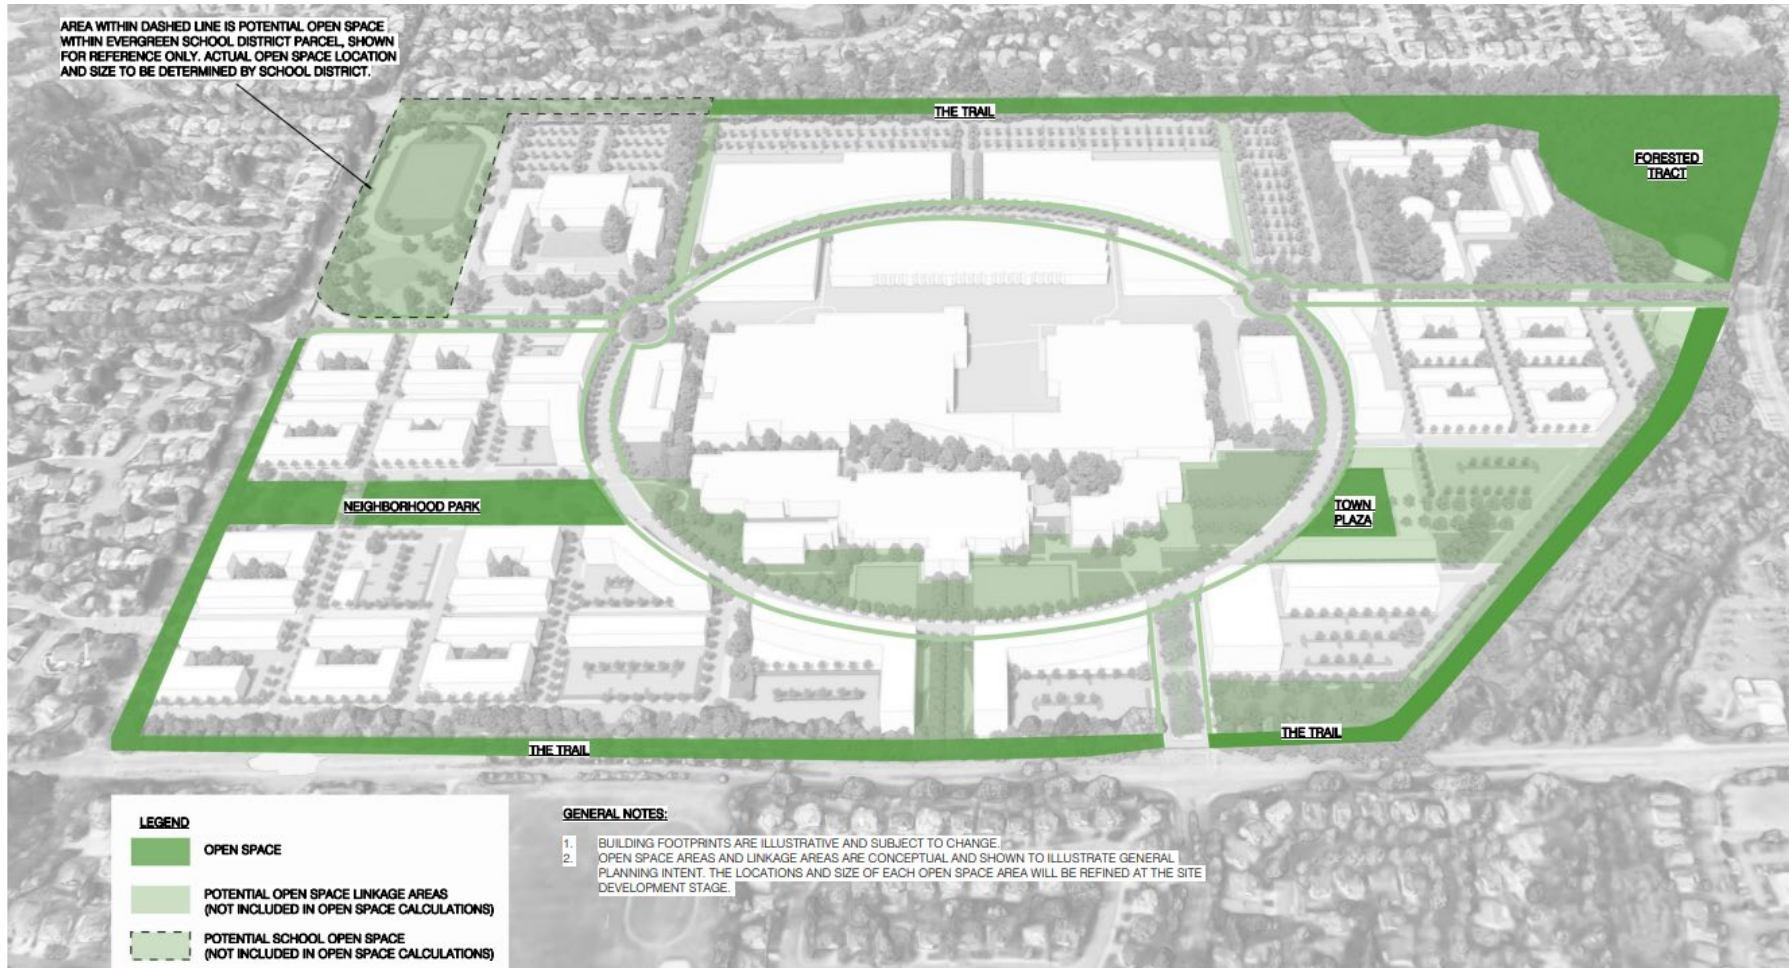 AREA WITHIN DASHED LINE IS POTENTIAL OPEN SPACE
WITHIN EVERGREEN SCHOOL DISTRICT PARCEL, SHOWN
FOR REFERENCE ONLY. ACTUAL OPEN SPACE LOCATION
AND SIZE TO BE DETERMINED BY SCHOOL DISTRICT.
THE TRAIL
FORESTED
TRACT
NEIGHBORHOOD PARK
TOWN
PLAZA
THE TRAIL
THE TRAIL
LEGEND
OPEN SPACE
POTENTIAL OPEN SPACE LINKAGE AREAS
(NOT INCLUDED IN OPEN SPACE CALCULATIONS)
POTENTIAL SCHOOL OPEN SPACE
(NOT INCLUDED IN OPEN SPACE CALCULATIONS)
GENERAL NOTES:
1. BUILDING FOOTPRINTS ARE ILLUSTRATIVE AND SUBJECT TO CHANGE.
2. OPEN SPACE AREAS AND LINKAGE AREAS ARE CONCEPTUAL AND SHOWN TO ILLUSTRATE GENERAL
PLANNING INTENT. THE LOCATIONS AND SIZE OF EACH OPEN SPACE AREA WILL BE REFINED AT THE SITE
DEVELOPMENT STAGE.